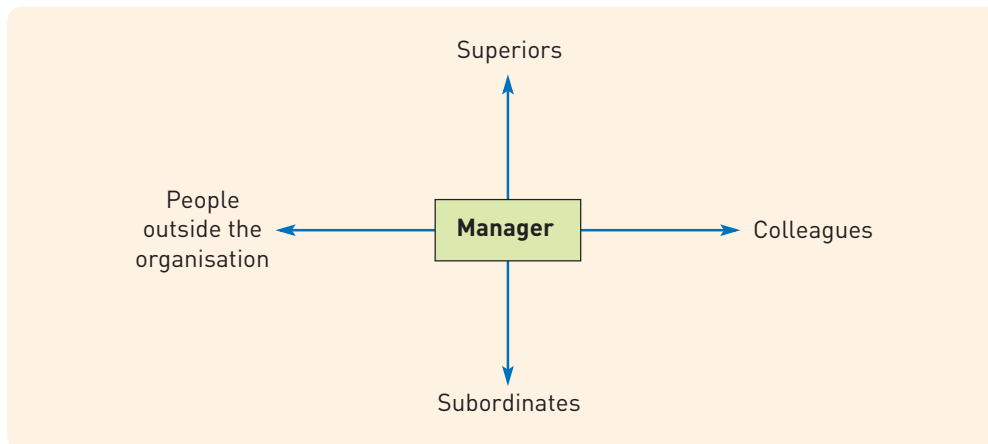 Superiors
People
outside the
organisation
Manager
Colleagues
Subordinates